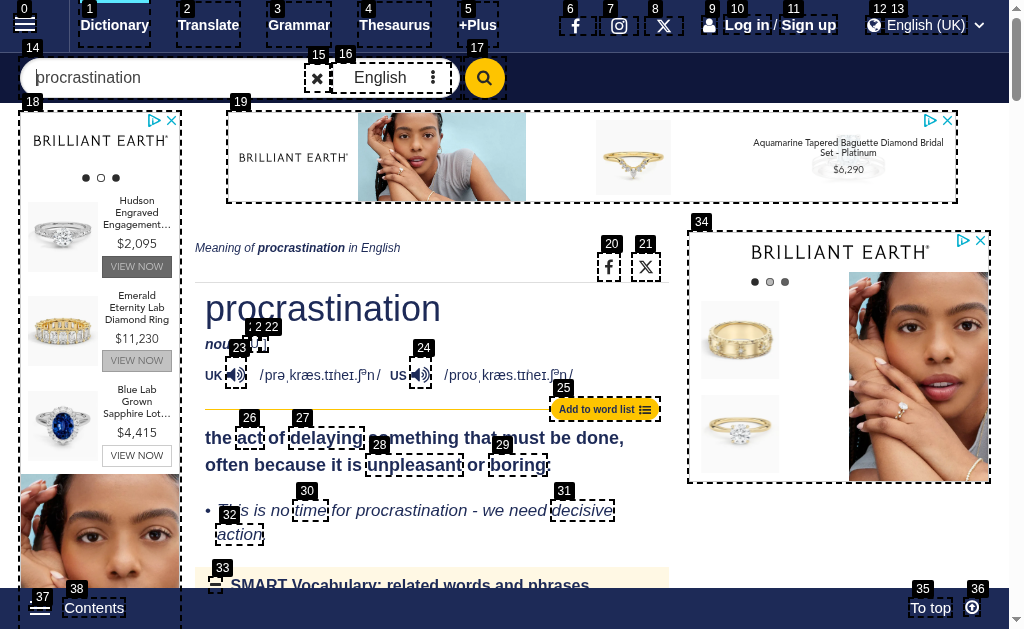 0 1 2 3 4 5 6 7 8 9 10 11 12 13
Dictionary Translate Grammar Thesaurus +Plus Log in / Sign up English (UK)
14 15 16 17
procrastination English
18 19
BRILLIANT EARTH
Hudson
Engraved
Engagement...
$2,095
VIEW NOW
Emerald
Eternity Lab
Diamond Ring
$11,230
VIEW NOW
Blue Lab
Grown
Sapphire Lot...
$4,415
VIEW NOW
BRILLIANT EARTH
Aquamarine Tapered Baguette Diamond Bridal
Set - Platinum
$6,290
20 21 34
Meaning of procrastination in English
BRILLIANT EARTH
procrastination
22
23 24
UK /prəˌkræs.tɪˈneɪ.ʃən/ US /proʊˌkræs.tɪˈneɪ.ʃən/
25
Add to word list
26 27
the act of delaying something that must be done,
28 29
often because it is unpleasant or boring:
30 31
• This is no time for procrastination - we need decisive
32
action.
33
SMART Vocabulary: related words and phrases
37 38 35 36
Contents To top